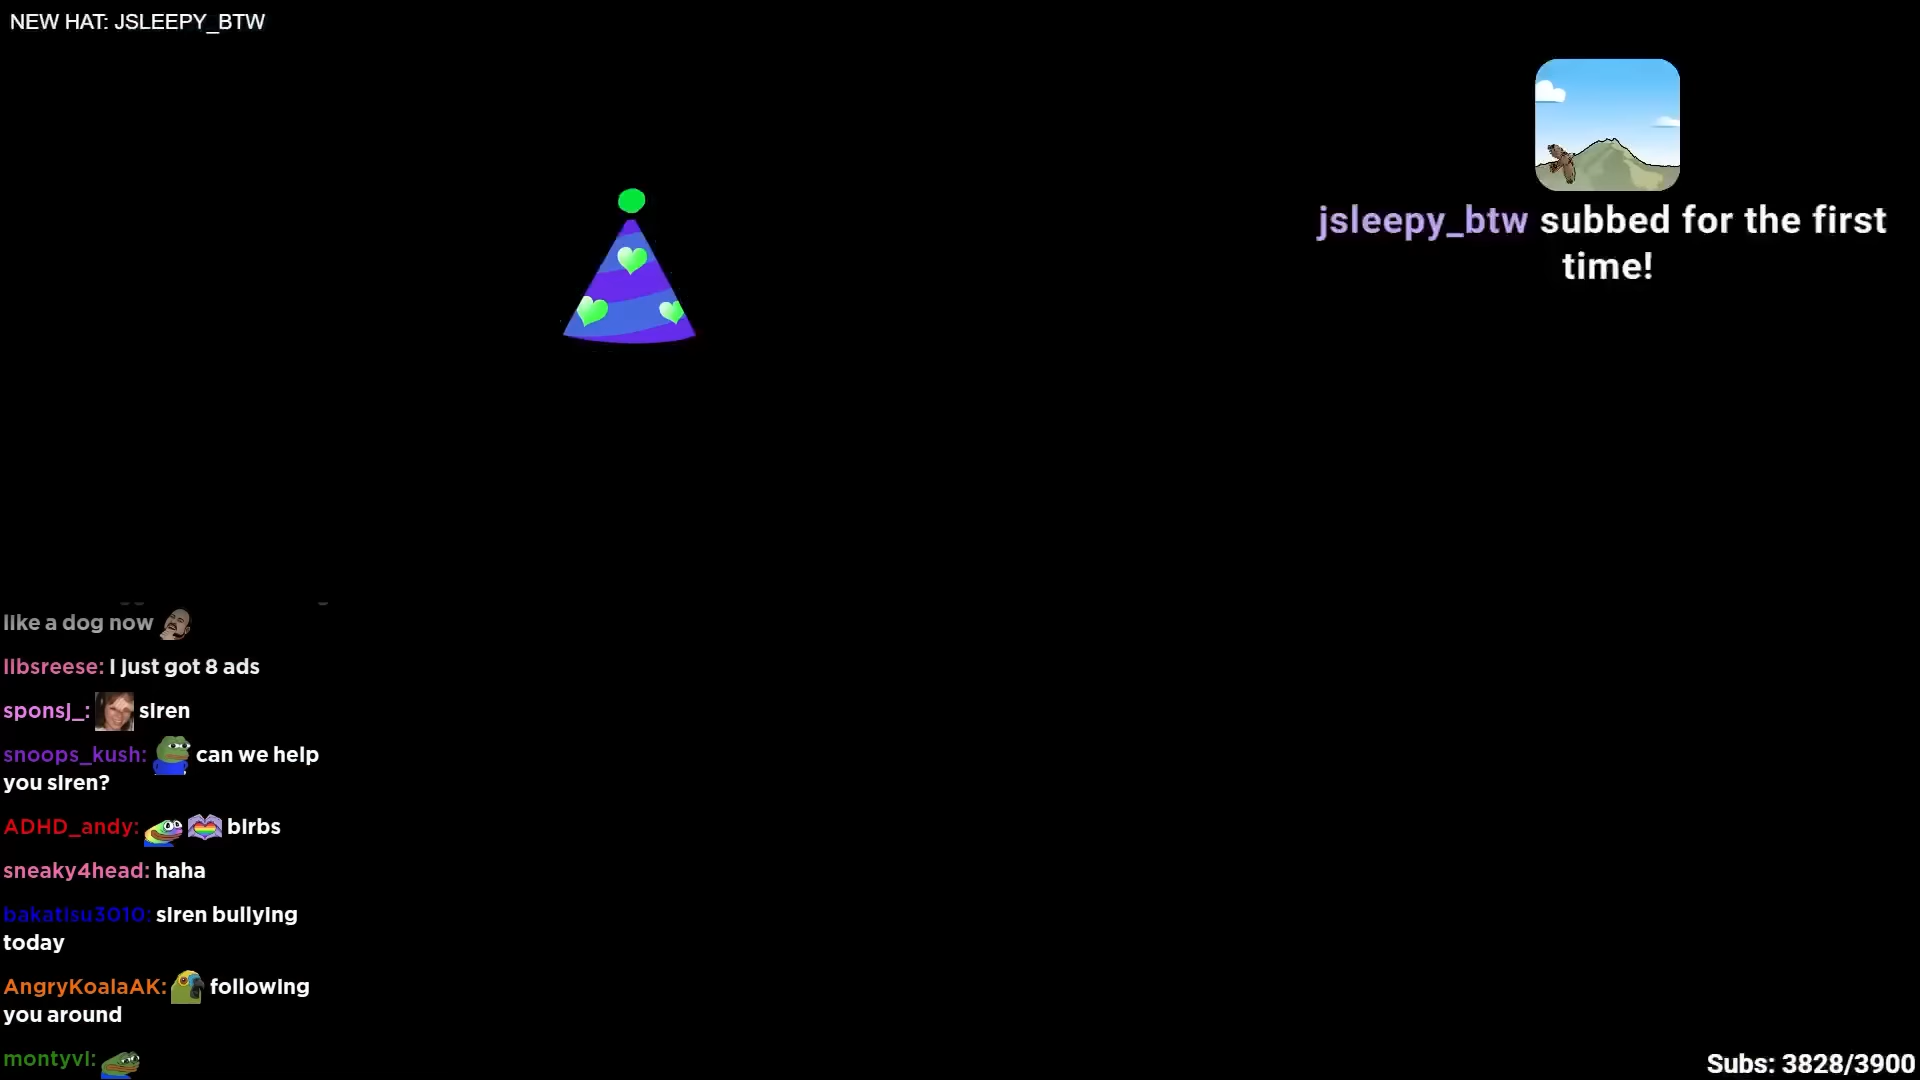 NEW HAT: JSLEEPY_BTW
jsleepy_btw subbed for the first
time!
like a dog now
libsreese: I just got 8 ads
sponsj_: siren
snoops_kush: can we help
you siren?
ADHD_andy: birbs
sneaky4head: haha
bakatisu3010: siren bullying
today
AngryKoalaAK: following
you around
montyvl:
Subs: 3828/3900